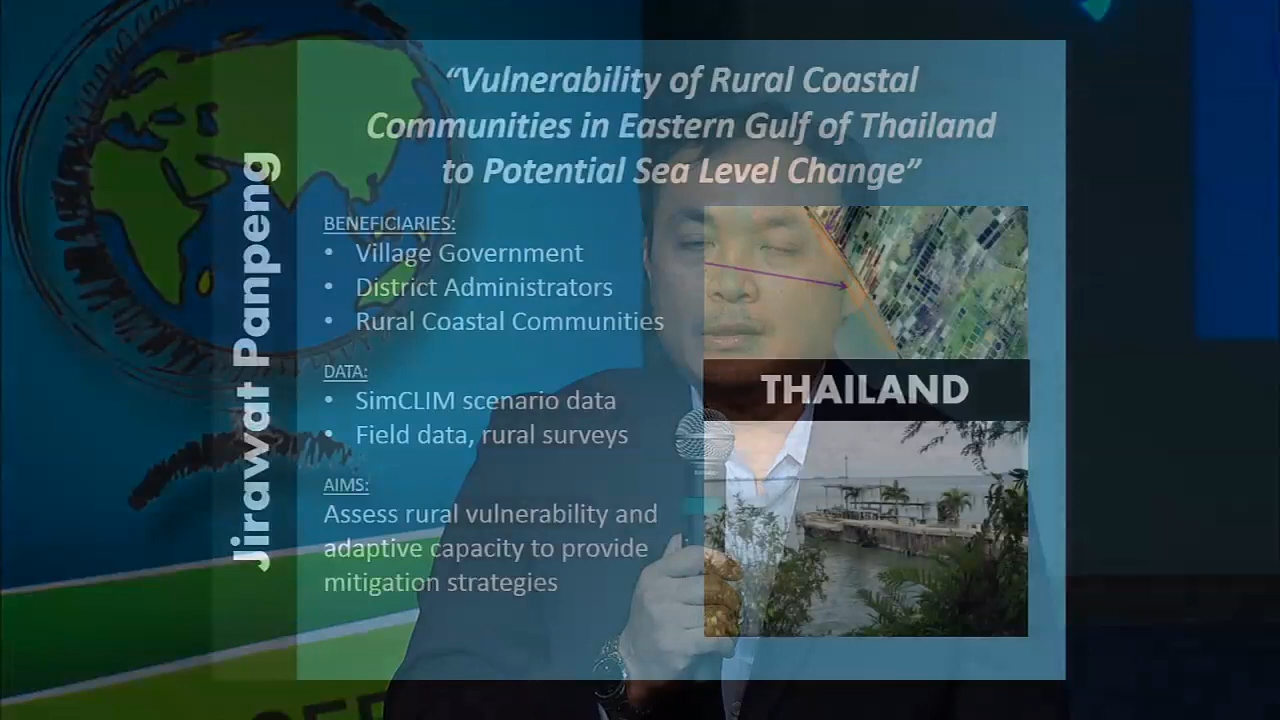 Jirawat Panpeng
“Vulnerability of Rural Coastal
Communities in Eastern Gulf of Thailand
to Potential Sea Level Change”
BENEFICIARIES:
• Village Government
• District Administrators
• Rural Coastal Communities
DATA:
• SimCLIM scenario data
• Field data, rural surveys
AIMS:
Assess rural vulnerability and
adaptive capacity to provide
mitigation strategies
THAILAND